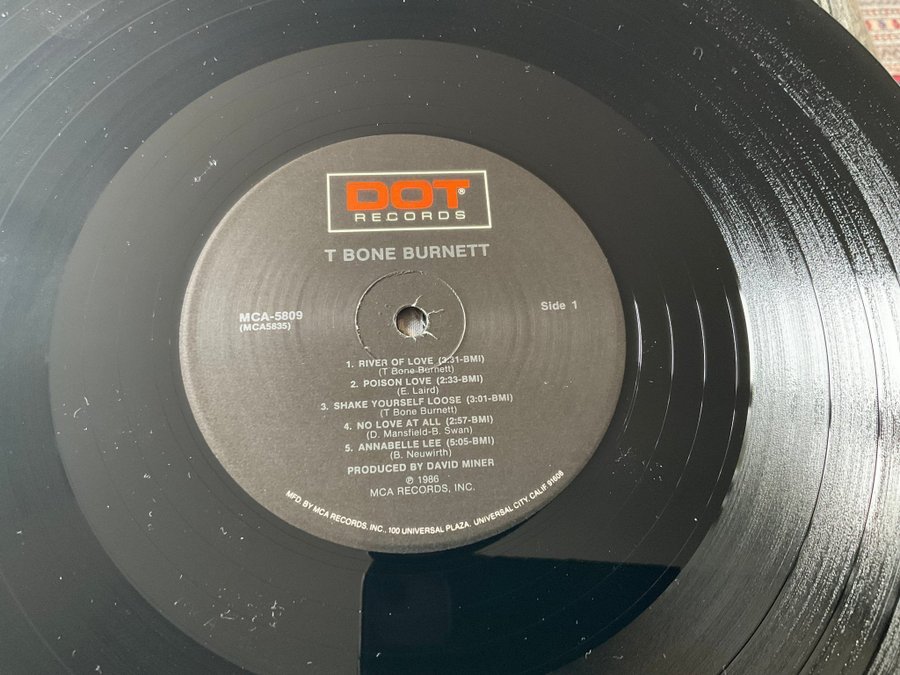 DOT®
RECORDS
T BONE BURNETT
MCA-5809
(MCA5835)
Side 1
1. RIVER OF LOVE (3:31-BMI)
(T Bone Burnett)
2. POISON LOVE (2:33-BMI)
(E. Laird)
3. SHAKE YOURSELF LOOSE (3:01-BMI)
(T Bone Burnett)
4. NO LOVE AT ALL (2:57-BMI)
(D. Mansfield-B. Swan)
5. ANNABELLE LEE (5:05-BMI)
(B. Neuwirth)
PRODUCED BY DAVID MINER
℗ 1986
MCA RECORDS, INC.
MFD BY MCA RECORDS, INC., 100 UNIVERSAL PLAZA, UNIVERSAL CITY, CALIF 91608